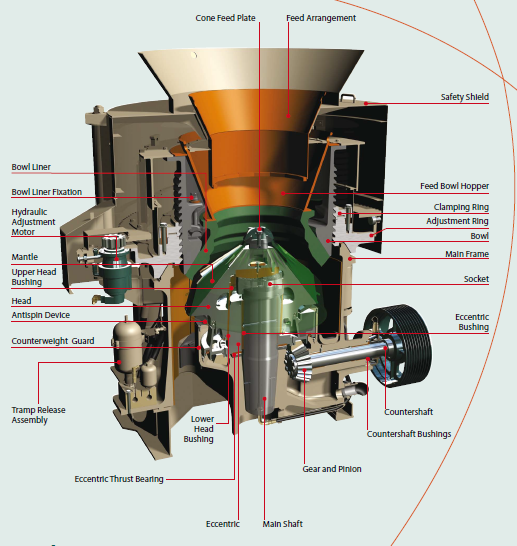 Cone Feed Plate
Feed Arrangement
Safety Shield
Bowl Liner
Bowl Liner Fixation
Hydraulic
Adjustment
Motor
Mantle
Upper Head
Bushing
Head
Antispin Device
Counterweight Guard
Feed Bowl Hopper
Clamping Ring
Adjustment Ring
Bowl
Main Frame
Socket
Eccentric
Bushing
Tramp Release
Assembly
Lower
Head
Bushing
Countershaft
Countershaft Bushings
Gear and Pinion
Eccentric Thrust Bearing
Eccentric
Main Shaft